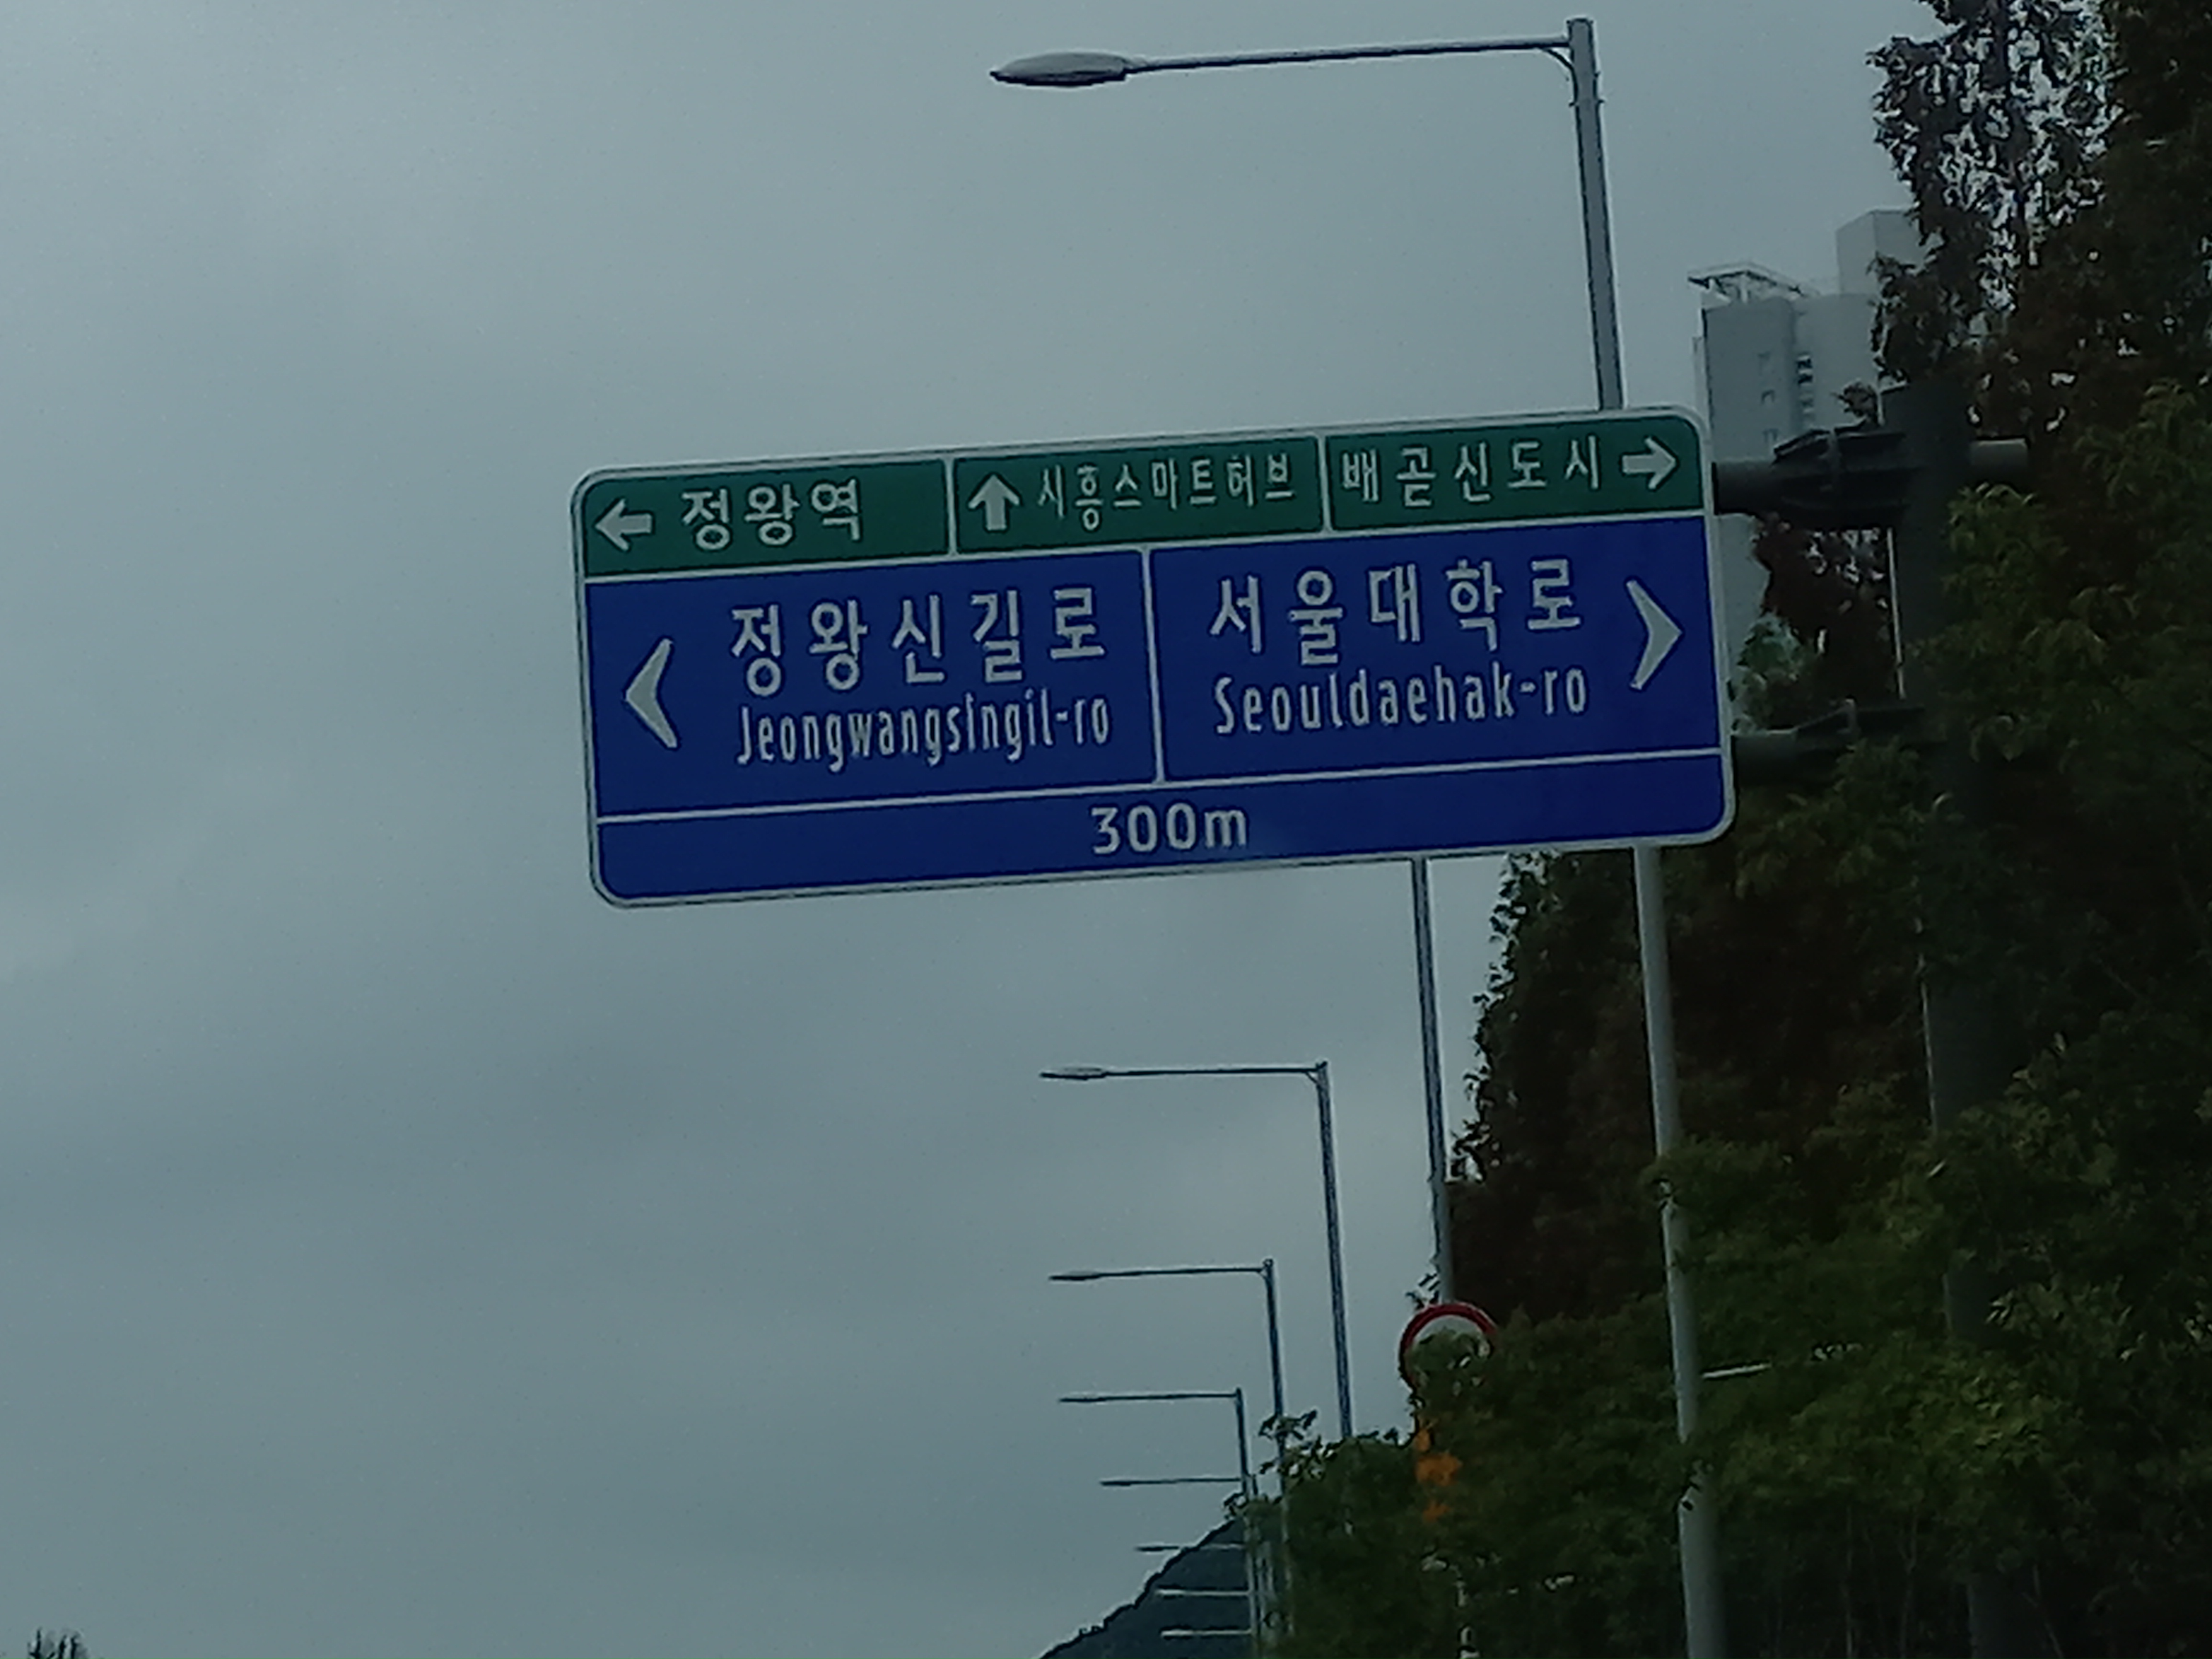 정왕역
시흥스마트허브
배곧신도시
정왕신길로
Jeongwangsingil-ro
서울대학로
Seouldaehak-ro
300m